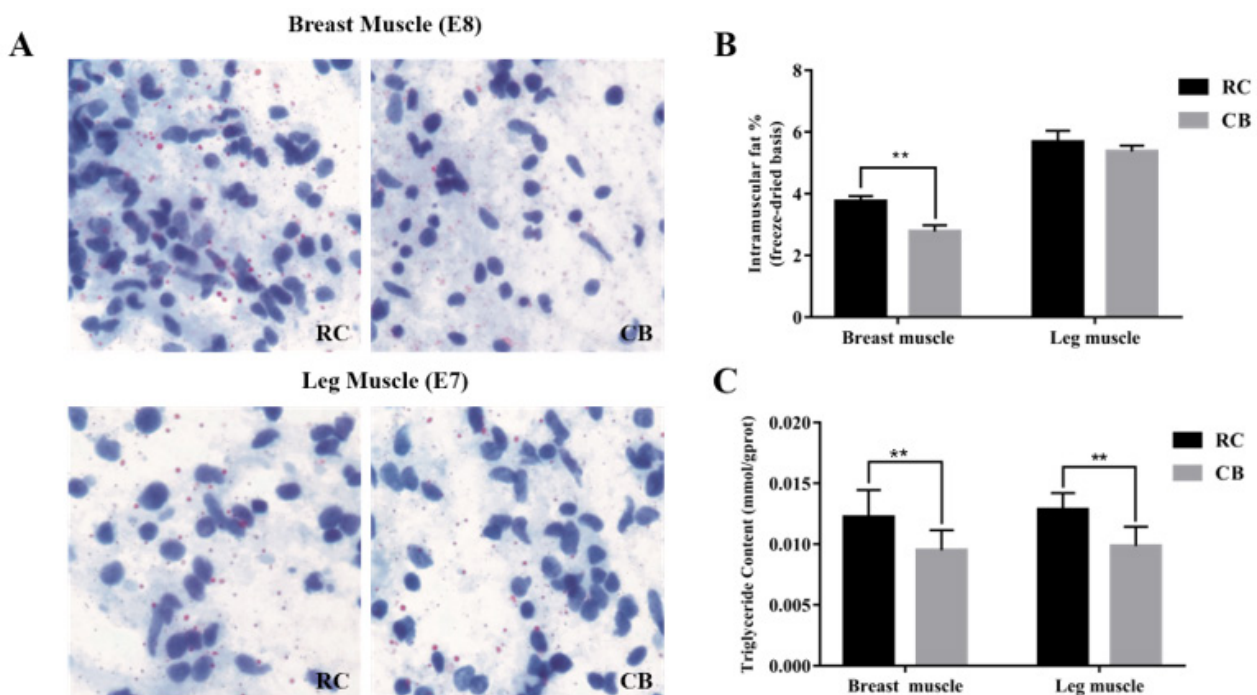 A
Breast Muscle (E8)
RC
CB
Leg Muscle (E7)
RC
CB
B
Intramuscular fat %
(freeze-dried basis)
8
6
4
2
0
**
RC
CB
Breast muscle
Leg muscle
C
Triglyceride Content (mmol/gprot)
0.020
0.015
0.010
0.005
0.000
**
**
RC
CB
Breast muscle
Leg muscle